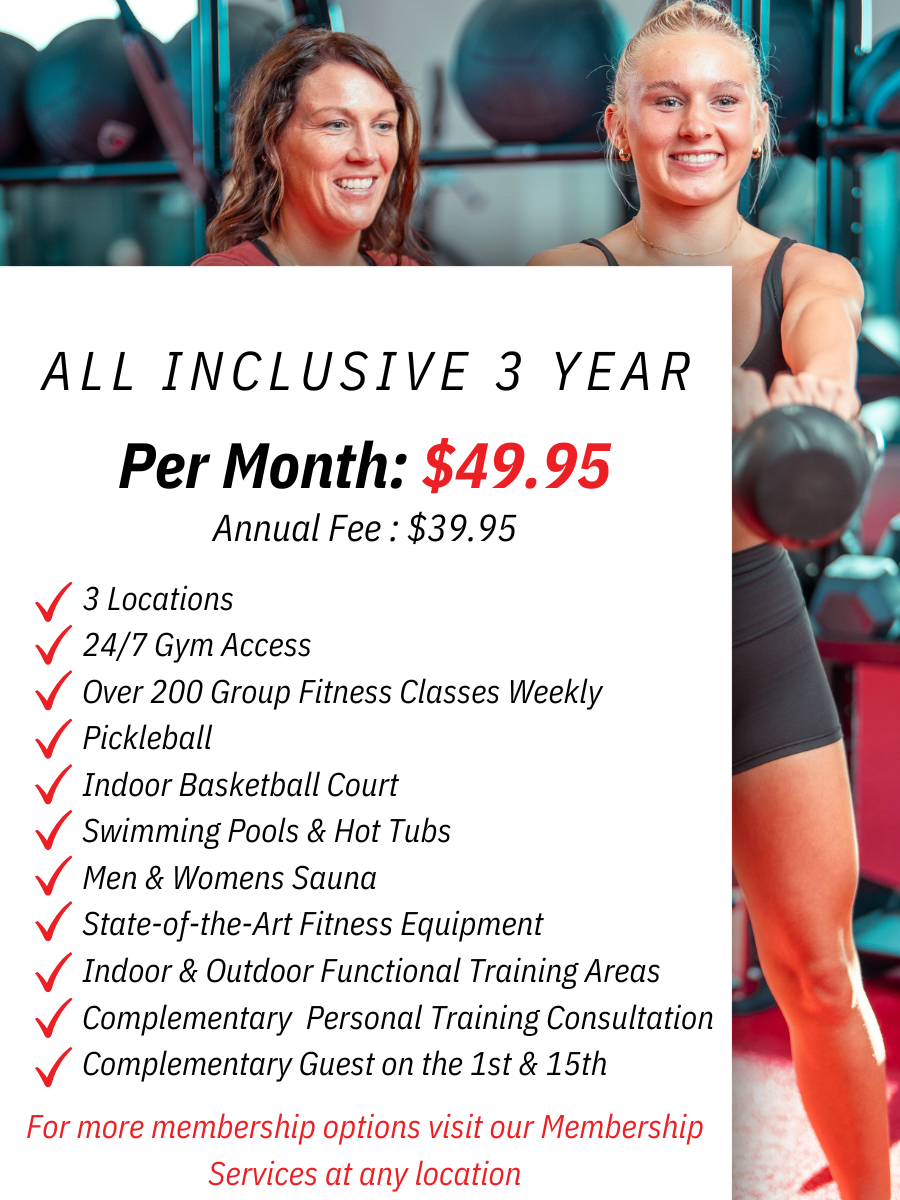 ALL INCLUSIVE 3 YEAR
Per Month: $49.95
Annual Fee : $39.95
3 Locations
24/7 Gym Access
Over 200 Group Fitness Classes Weekly
Pickleball
Indoor Basketball Court
Swimming Pools & Hot Tubs
Men & Womens Sauna
State-of-the-Art Fitness Equipment
Indoor & Outdoor Functional Training Areas
Complementary  Personal Training Consultation
Complementary Guest on the 1st & 15th
For more membership options visit our Membership
Services at any location